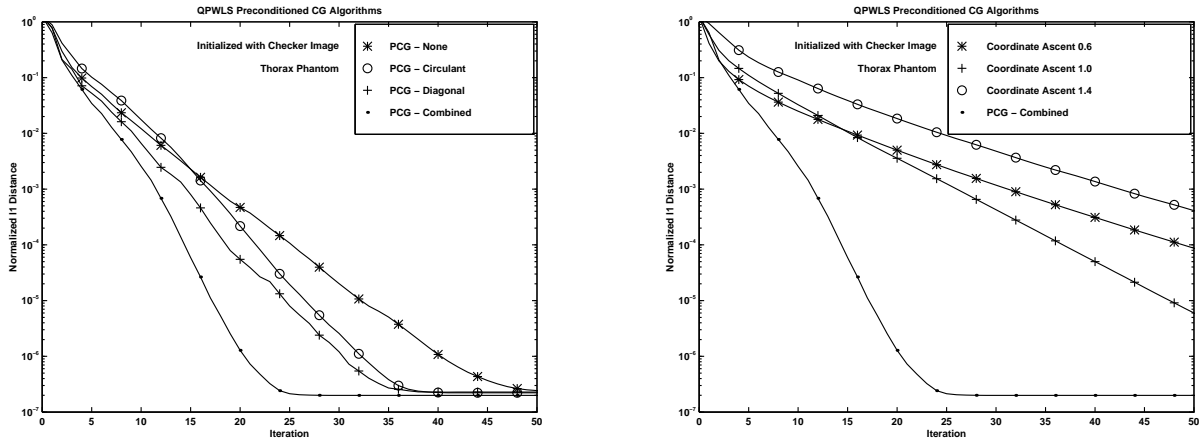 QPWLS Preconditioned CG Algorithms
Initialized with Checker Image
Thorax Phantom
PCG – None
PCG – Circulant
PCG – Diagonal
PCG – Combined
Normalized l1 Distance
10^0
10^-1
10^-2
10^-3
10^-4
10^-5
10^-6
10^-7
0 5 10 15 20 25 30 35 40 45 50
Iteration
QPWLS Preconditioned CG Algorithms
Initialized with Checker Image
Thorax Phantom
Coordinate Ascent 0.6
Coordinate Ascent 1.0
Coordinate Ascent 1.4
PCG – Combined
Normalized l1 Distance
10^0
10^-1
10^-2
10^-3
10^-4
10^-5
10^-6
10^-7
0 5 10 15 20 25 30 35 40 45 50
Iteration